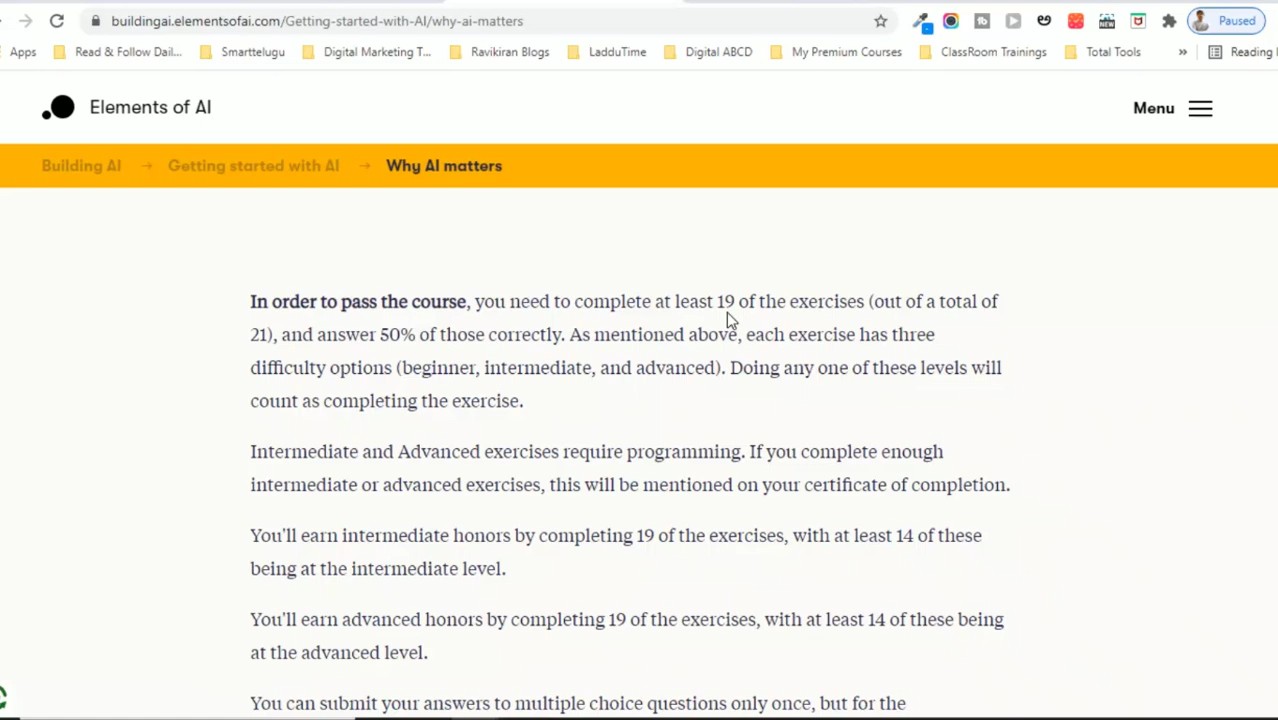 buildingai.elementsofai.com/Getting-started-with-AI/why-ai-matters
Paused
Apps
Read & Follow Dail...
Smarttelugu
Digital Marketing T...
Ravikiran Blogs
LadduTime
Digital ABCD
My Premium Courses
ClassRoom Trainings
Total Tools
»
Reading
Elements of AI
Menu
Building AI → Getting started with AI → Why AI matters
In order to pass the course, you need to complete at least 19 of the exercises (out of a total of
21), and answer 50% of those correctly. As mentioned above, each exercise has three
difficulty options (beginner, intermediate, and advanced). Doing any one of these levels will
count as completing the exercise.
Intermediate and Advanced exercises require programming. If you complete enough
intermediate or advanced exercises, this will be mentioned on your certificate of completion.
You'll earn intermediate honors by completing 19 of the exercises, with at least 14 of these
being at the intermediate level.
You'll earn advanced honors by completing 19 of the exercises, with at least 14 of these being
at the advanced level.
You can submit your answers to multiple choice questions only once, but for the